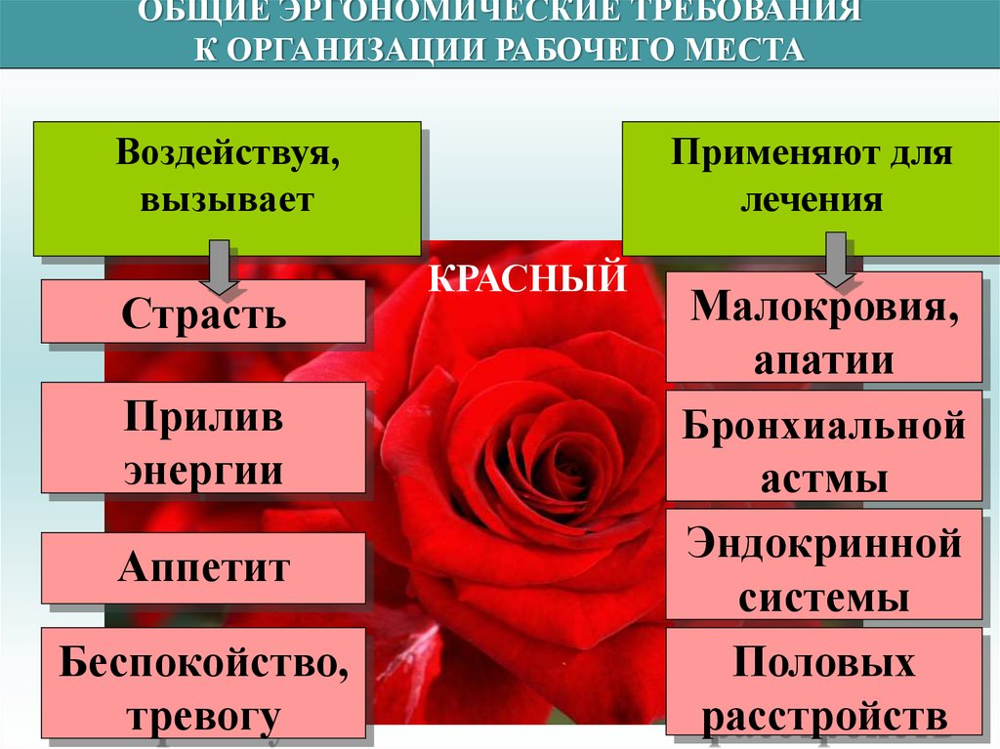 ОБЩИЕ ЭРГОНОМИЧЕСКИЕ ТРЕБОВАНИЯ
К ОРГАНИЗАЦИИ РАБОЧЕГО МЕСТА
Воздействуя,
вызывает
Применяют для
лечения
КРАСНЫЙ
Страсть
Прилив
энергии
Аппетит
Беспокойство,
тревогу
Малокровия,
апатии
Бронхиальной
астмы
Эндокринной
системы
Половых
расстройств